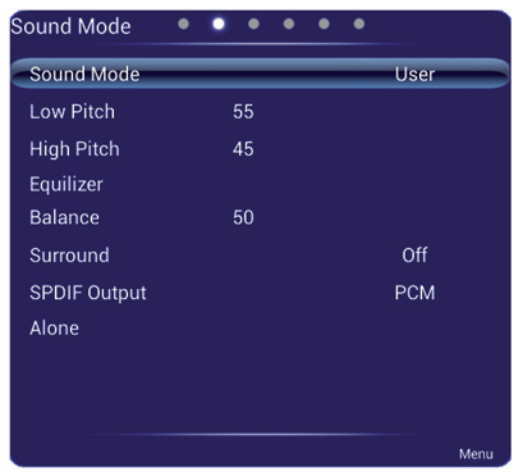 Sound Mode
Sound Mode User
Low Pitch 55
High Pitch 45
Equilizer
Balance 50
Surround Off
SPDIF Output PCM
Alone
Menu